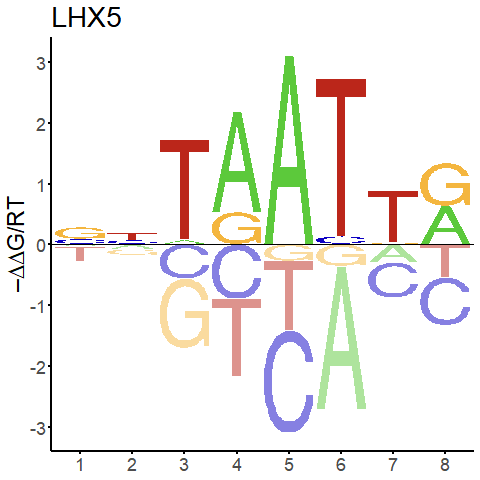 LHX5
−ΔΔG/RT
3
2
1
0
-1
-2
-3
G T T A A T T G
A A G C A
T G C C G G A T
G T T A C C
C
1 2 3 4 5 6 7 8